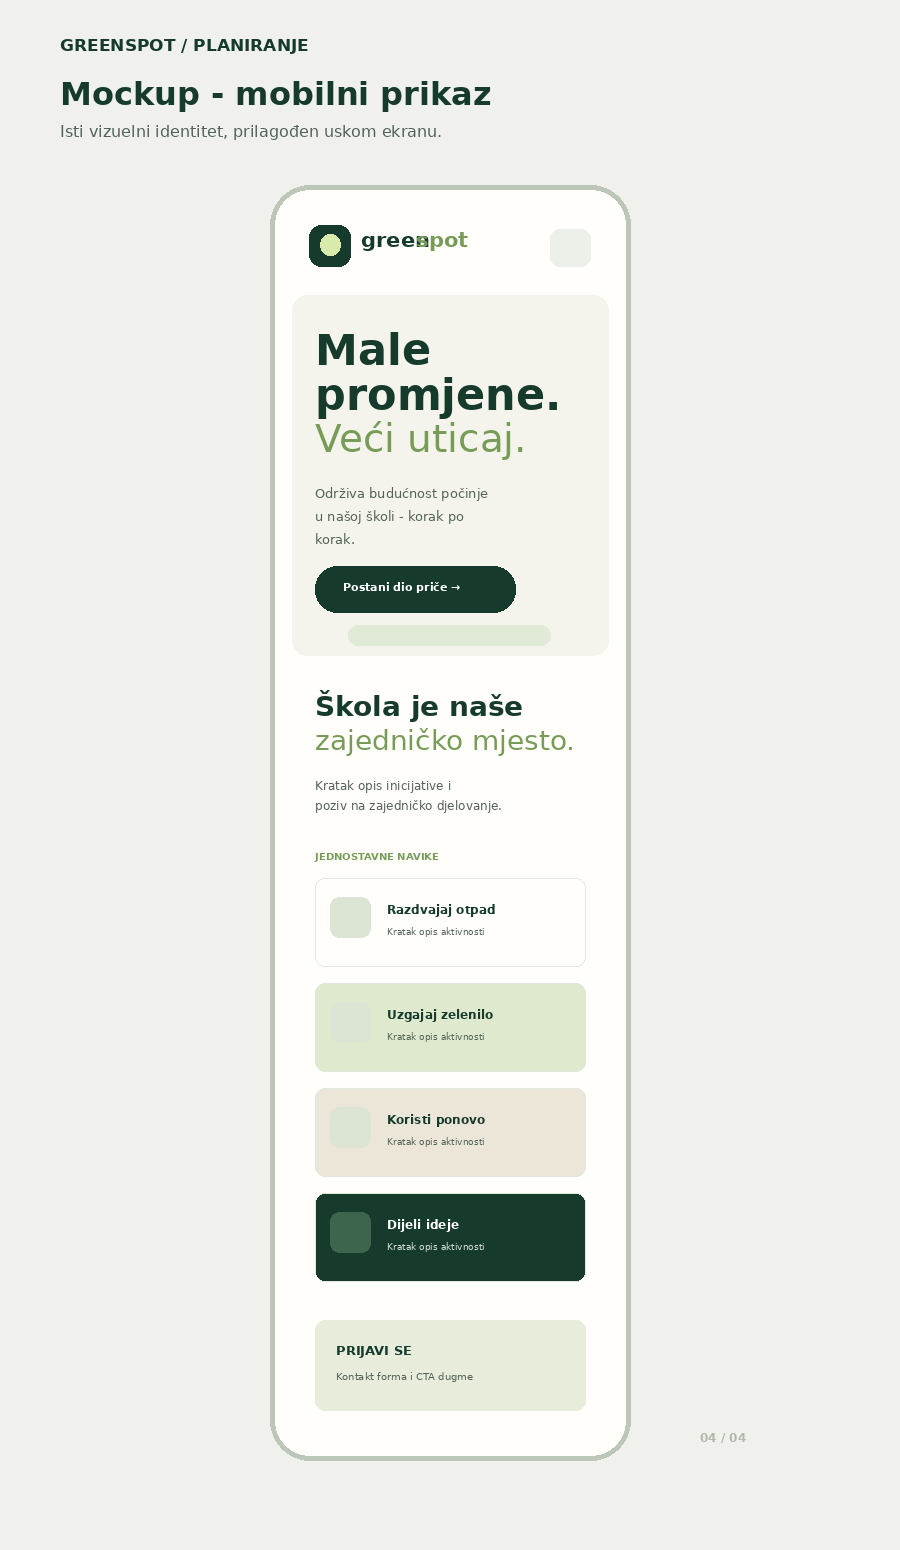 GREENSPOT / PLANIRANJE
Mockup - mobilni prikaz
Isti vizuelni identitet, prilagođen uskom ekranu.
greenspot
Male
promjene.
Veći uticaj.
Održiva budućnost počinje
u našoj školi - korak po
korak.
Postani dio priče →
Škola je naše
zajedničko mjesto.
Kratak opis inicijative i
poziv na zajedničko djelovanje.
JEDNOSTAVNE NAVIKE
Razdvajaj otpad
Kratak opis aktivnosti
Uzgajaj zelenilo
Kratak opis aktivnosti
Koristi ponovo
Kratak opis aktivnosti
Dijeli ideje
Kratak opis aktivnosti
PRIJAVI SE
Kontakt forma i CTA dugme
04 / 04